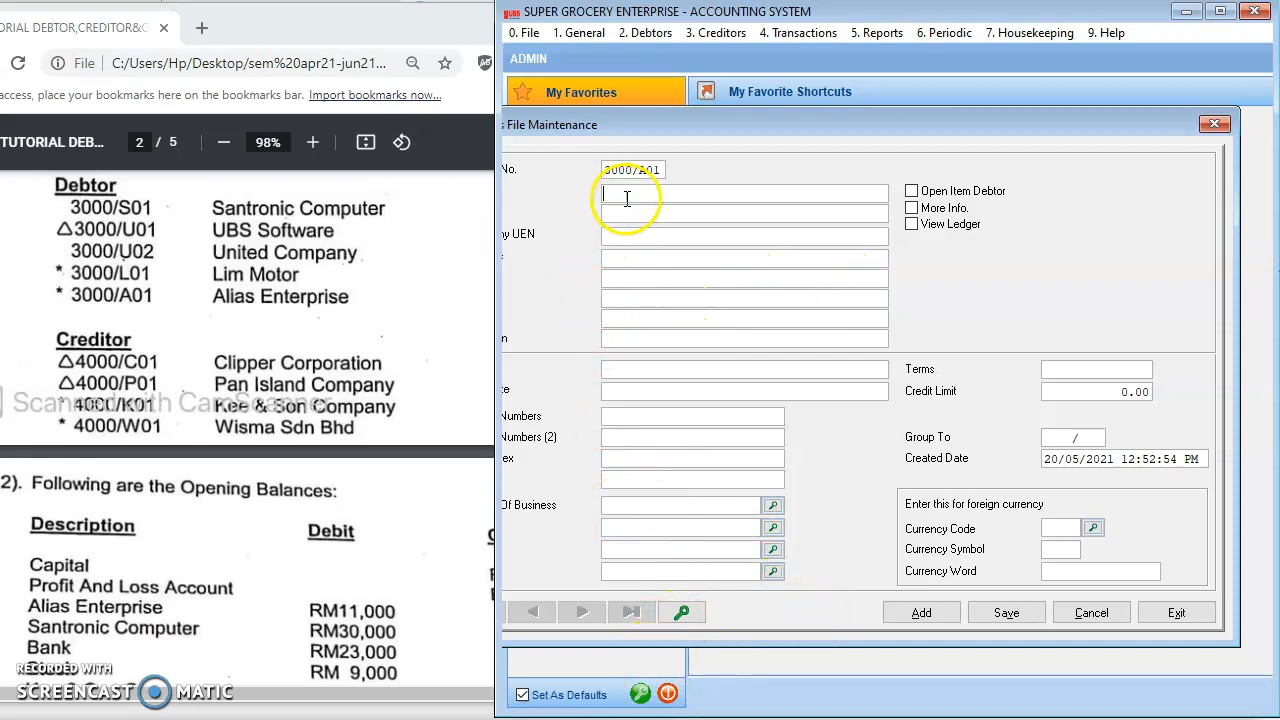 ORIAL DEBTOR,CREDITOR&C
File C:/Users/Hp/Desktop/sem%20apr21-jun21...
access, place your bookmarks here on the bookmarks bar. Import bookmarks now...
TUTORIAL DEB... 2 / 5 98%
Debtor
3000/S01 Santronic Computer
△3000/U01 UBS Software
3000/U02 United Company
* 3000/L01 Lim Motor
* 3000/A01 Alias Enterprise
Creditor
△4000/C01 Clipper Corporation
△4000/P01 Pan Island Company
* 4000/K01 Kee & Son Company
Scanned with CamScanner
* 4000/W01 Wisma Sdn Bhd
2). Following are the Opening Balances:
Description Debit
Capital
Profit And Loss Account
Alias Enterprise RM11,000
Santronic Computer RM30,000
Bank RM23,000
RM 9,000
RECORDED WITH
SCREENCAST MATIC
UBS SUPER GROCERY ENTERPRISE - ACCOUNTING SYSTEM
0. File 1. General 2. Debtors 3. Creditors 4. Transactions 5. Reports 6. Periodic 7. Housekeeping 9. Help
ADMIN
My Favorites My Favorite Shortcuts
s File Maintenance
No. 3000/A01
Open Item Debtor
More Info.
View Ledger
ny UEN
Terms
Credit Limit 0.00
Numbers
Numbers (2)
Group To /
Created Date 20/05/2021 12:52:54 PM
Of Business
Enter this for foreign currency
Currency Code
Currency Symbol
Currency Word
Add Save Cancel Exit
Set As Defaults